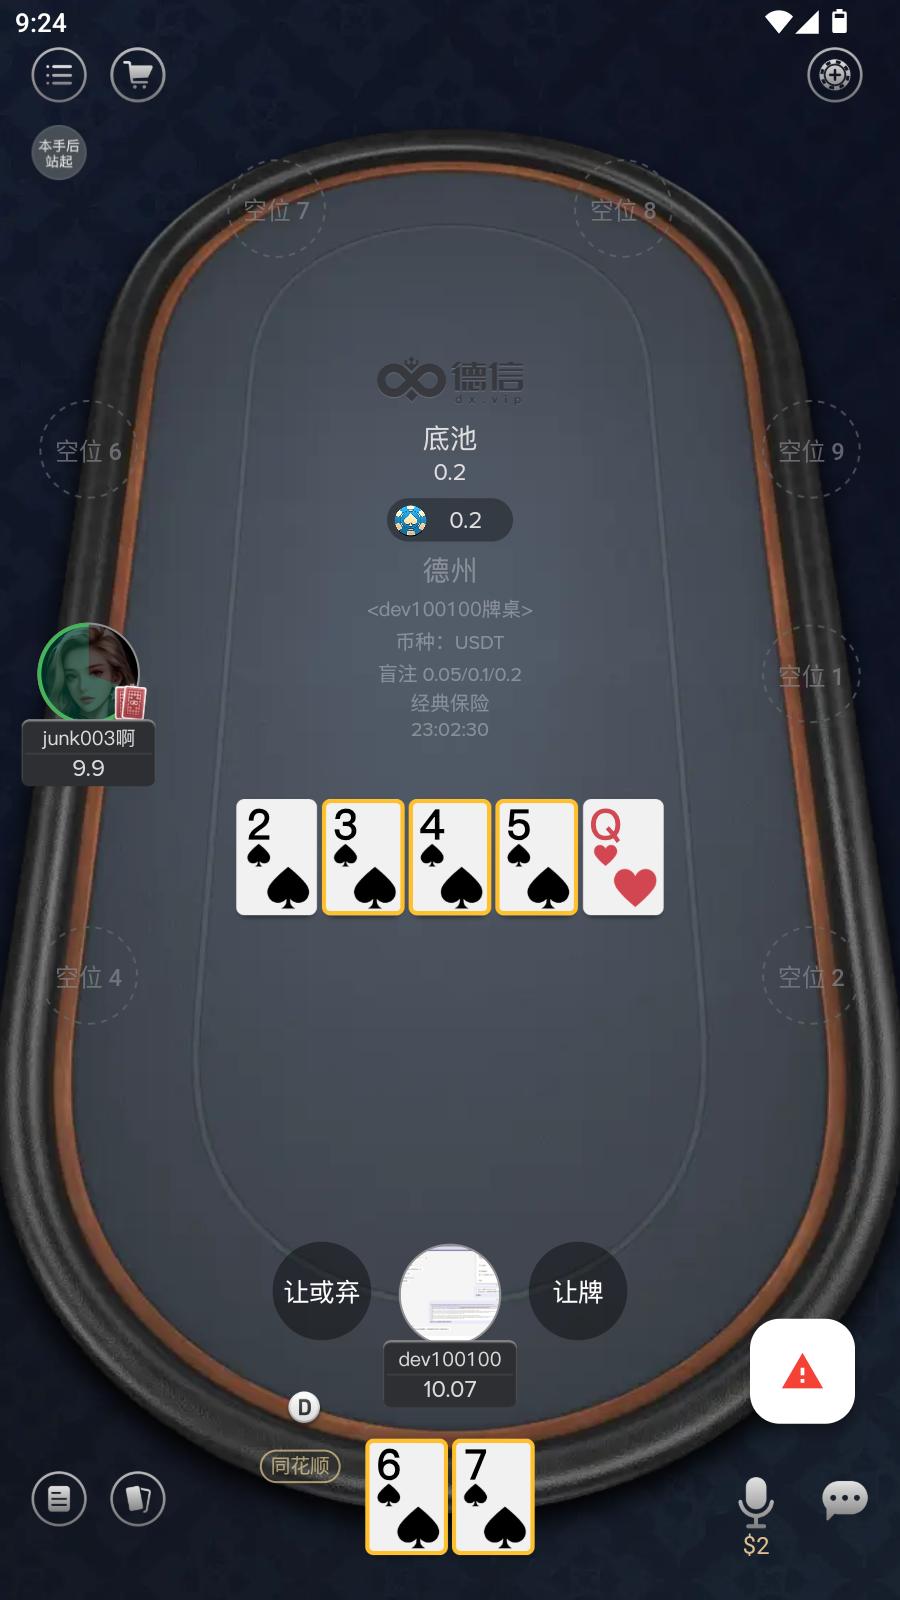 9:24
本手后
站起
空位 7
空位 8
德信
dx.vip
底池
0.2
0.2
空位 6
空位 9
德州
<dev100100牌桌>
币种：USDT
盲注 0.05/0.1/0.2
经典保险
23:02:30
空位 1
junk003啊
9.9
2
3
4
5
Q
空位 4
空位 2
让或弃
让牌
dev100100
10.07
D
同花顺
6
7
$2